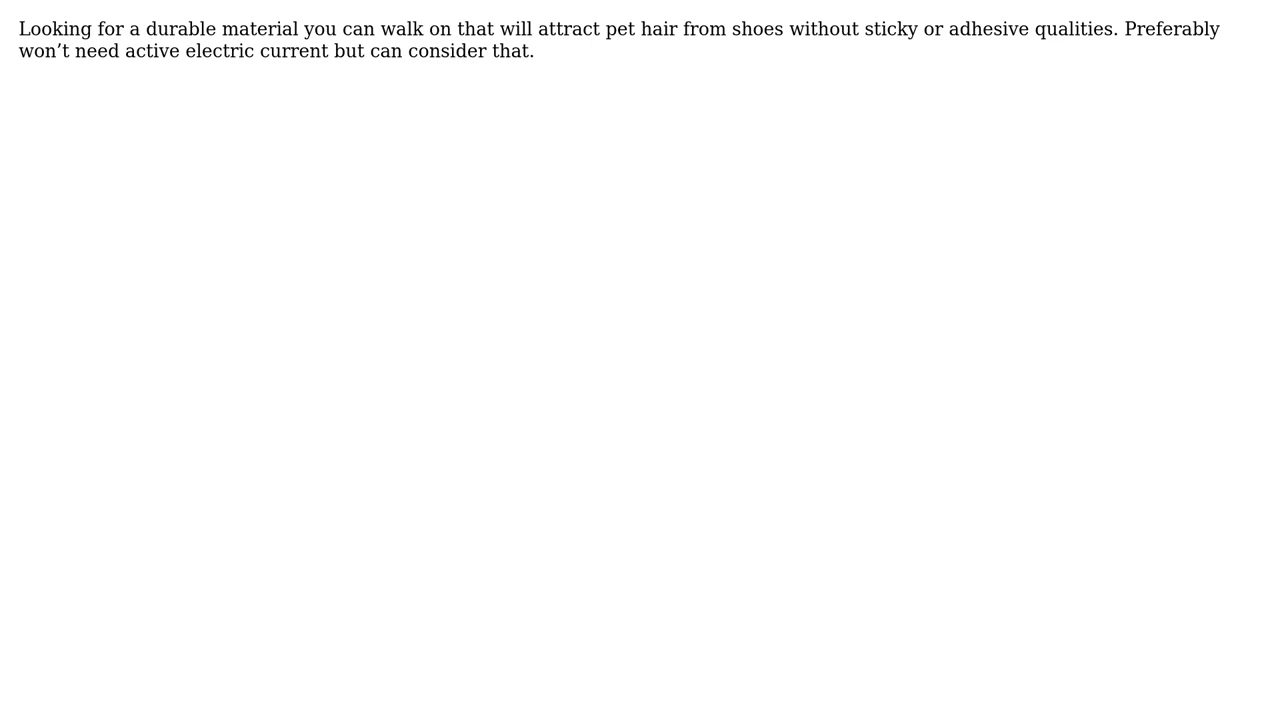 Looking for a durable material you can walk on that will attract pet hair from shoes without sticky or adhesive qualities. Preferably
won’t need active electric current but can consider that.